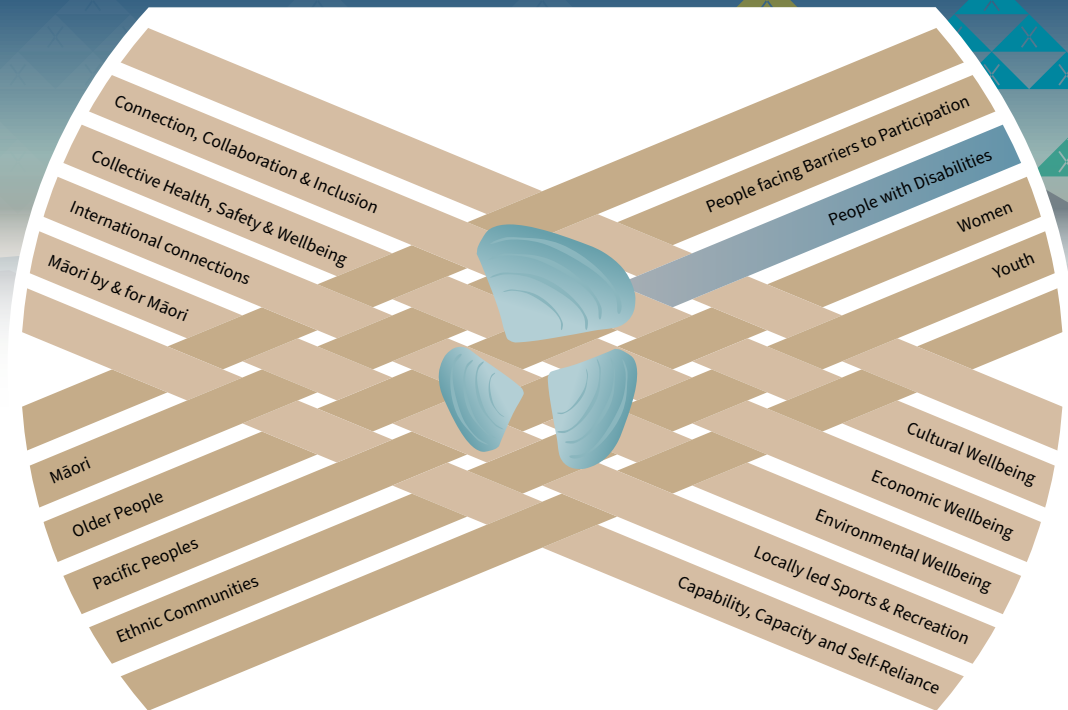 Connection, Collaboration & Inclusion
Collective Health, Safety & Wellbeing
International connections
Māori by & for Māori
People facing Barriers to Participation
People with Disabilities
Women
Youth
Māori
Older People
Pacific Peoples
Ethnic Communities
Cultural Wellbeing
Economic Wellbeing
Environmental Wellbeing
Locally led Sports & Recreation
Capability, Capacity and Self-Reliance